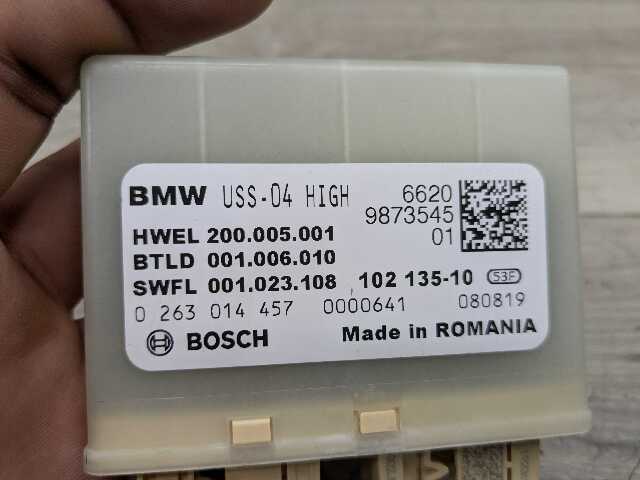 BMW USS-04 HIGH 6620
9873545
HWEL 200.005.001 01
BTLD 001.006.010
SWFL 001.023.108 102 135-10 S3F
0 263 014 457 0000641 080819
BOSCH Made in ROMANIA